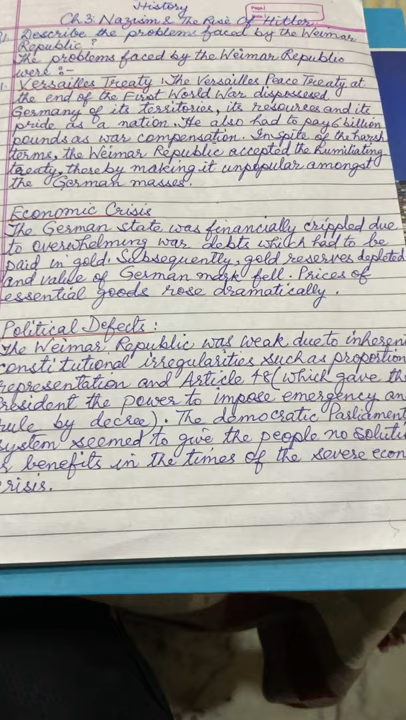 History
Page:
Ch 3: Nazism & The Rise Of Hitler
Q1. Describe the problems faced by the Weimar
Republic?
The problems faced by the Weimar Republic
were :-
1. Versailles Treaty : The Versailles Peace Treaty at
the end of the First World War dispossed
Germany of its territories, its resources and its
pride as a nation. He also had to pay 6 billion
pounds as war compensation. Inspite of the harsh
terms, the Weimar Republic accepted the humiliating
treaty, there by making it unpopular amongst
the German masses.
Economic Crisis
The German state was financially crippled due
to overwhelming war debts which had to be
paid in gold. Subsequently, gold reserves depleted
and value of German mark fell. Prices of
essential goods rose dramatically.
Political Defects :
The Weimar Republic was weak due to inheren
constitutional irregularities such as proportion
representation and Article 48 (which gave the
President the power to impose emergency an
rule by decree). The democratic Parliament
system seemed to give the people no soluti
benefits in the times of the severe econ
crisis.